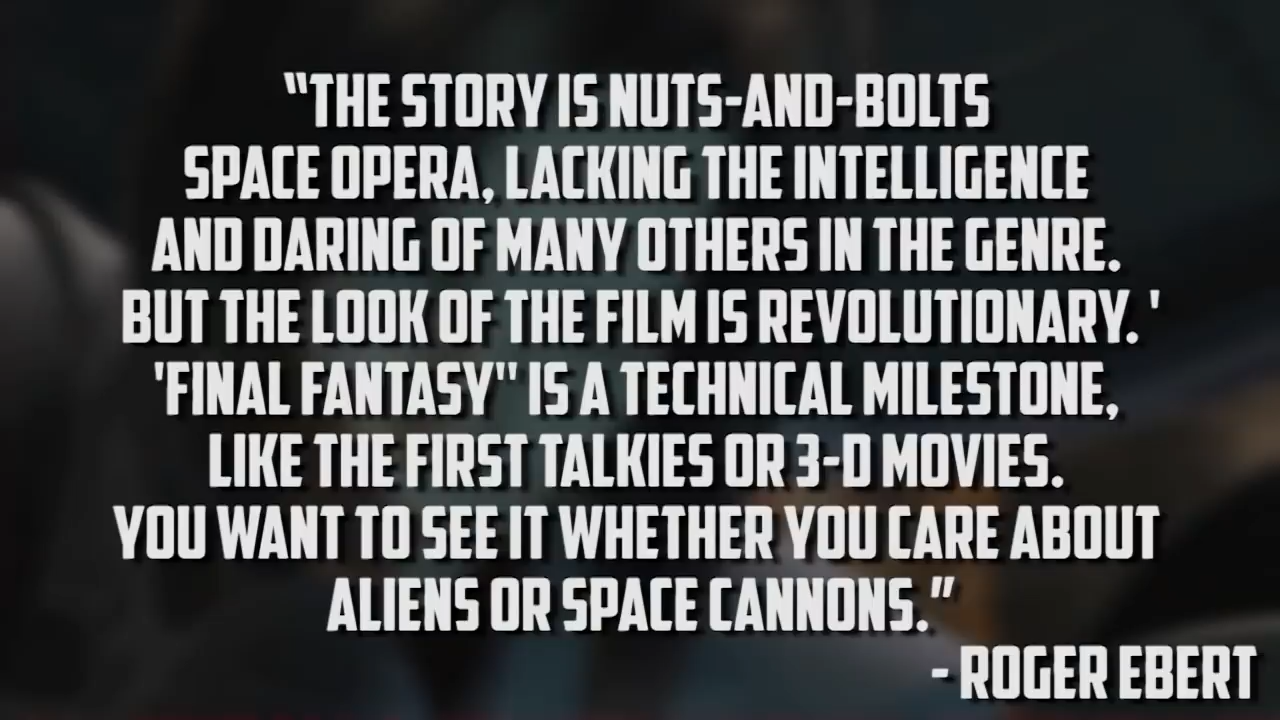 “THE STORY IS NUTS-AND-BOLTS
SPACE OPERA, LACKING THE INTELLIGENCE
AND DARING OF MANY OTHERS IN THE GENRE.
BUT THE LOOK OF THE FILM IS REVOLUTIONARY. '
'FINAL FANTASY" IS A TECHNICAL MILESTONE,
LIKE THE FIRST TALKIES OR 3-D MOVIES.
YOU WANT TO SEE IT WHETHER YOU CARE ABOUT
ALIENS OR SPACE CANNONS.”
- ROGER EBERT